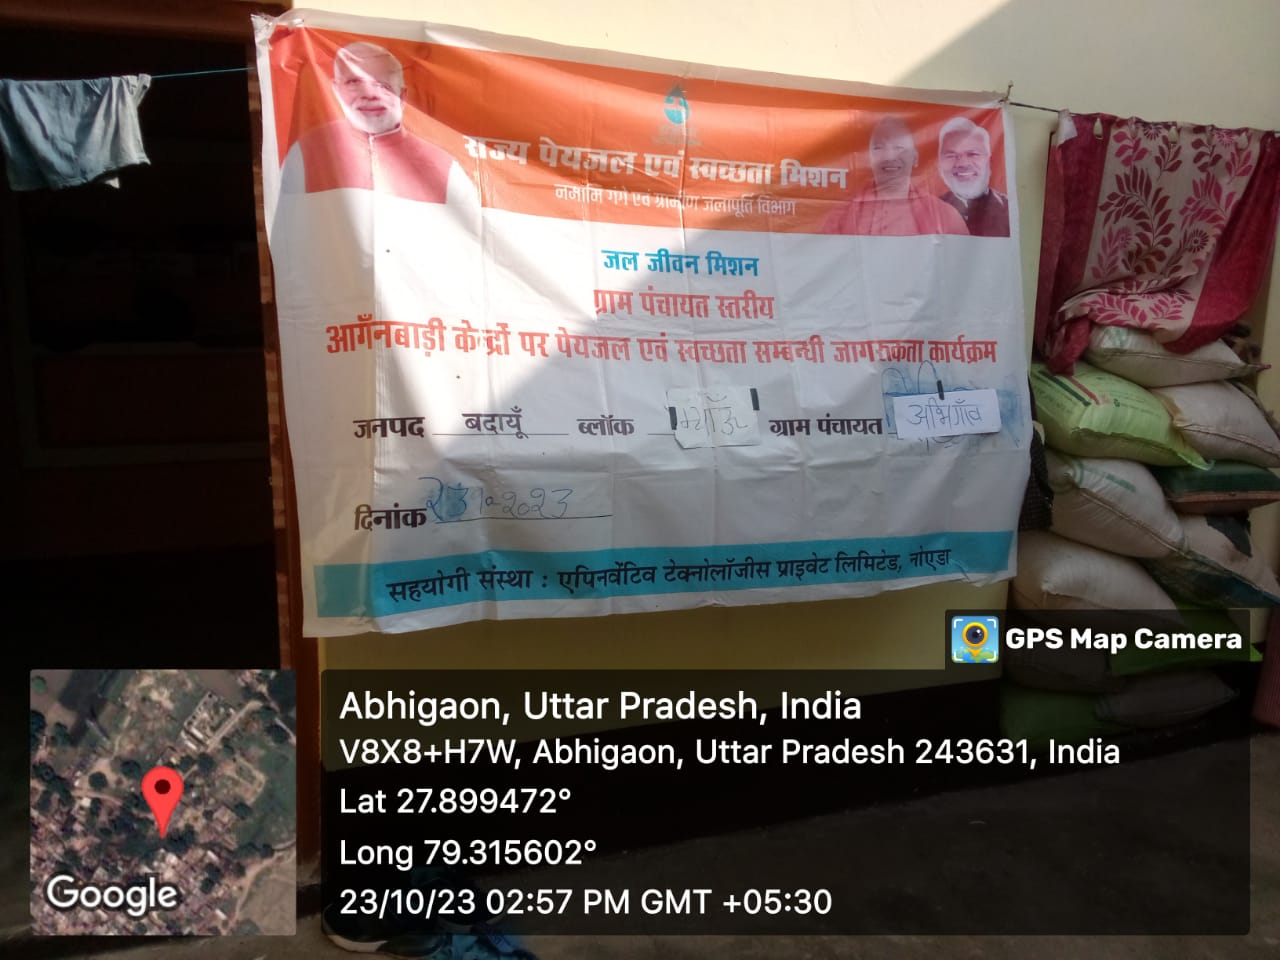 राज्य पेयजल एवं स्वच्छता मिशन
नमामि गंगे एवं ग्रामीण जलापूर्ति विभाग
जल जीवन मिशन
ग्राम पंचायत स्तरीय
आगँनबाड़ी केन्द्रों पर पेयजल एवं स्वच्छता सम्बन्धी जागरूकता कार्यक्रम
जनपद बदायूँ ब्लॉक म्याँऊ ग्राम पंचायत अभिगाँव
दिनांक
सहयोगी संस्था : एपिनवेंटिव टेक्नोलॉजीस प्राइवेट लिमिटेड, नोएडा
GPS Map Camera
Abhigaon, Uttar Pradesh, India
V8X8+H7W, Abhigaon, Uttar Pradesh 243631, India
Lat 27.899472°
Long 79.315602°
23/10/23 02:57 PM GMT +05:30
Google